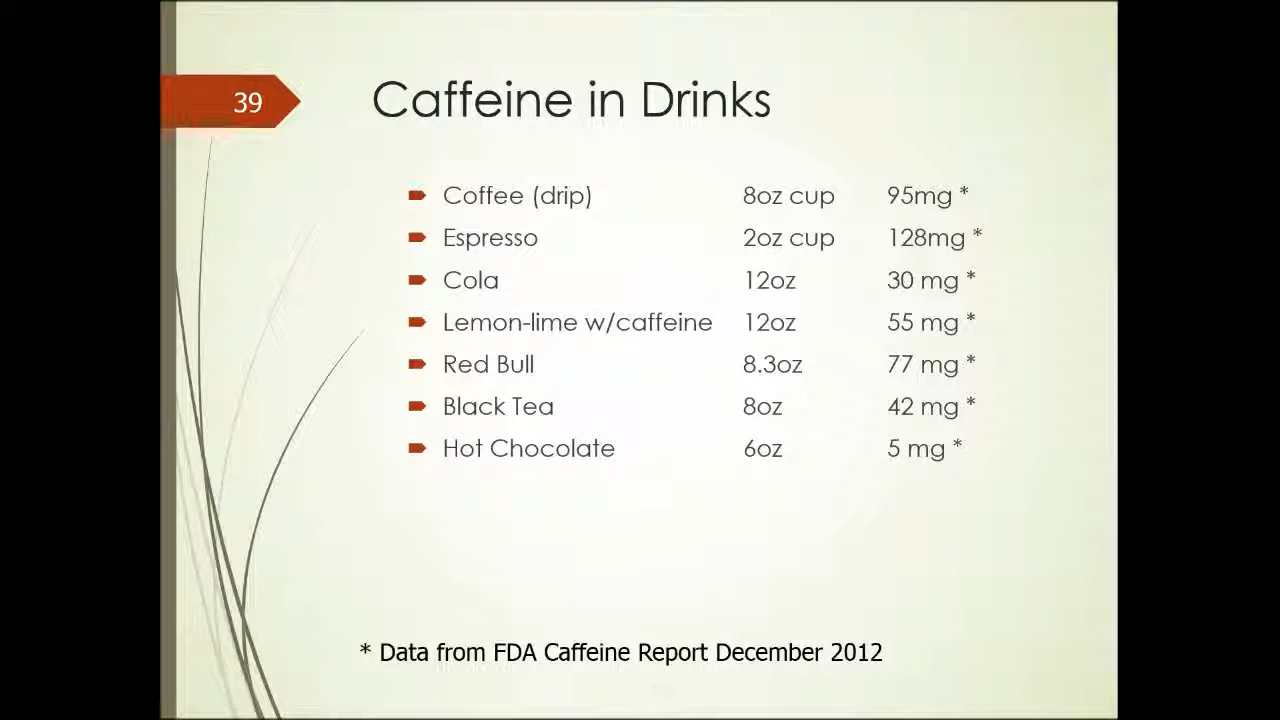 39
Caffeine in Drinks
Coffee (drip) 8oz cup 95mg *
Espresso 2oz cup 128mg *
Cola 12oz 30 mg *
Lemon-lime w/caffeine 12oz 55 mg *
Red Bull 8.3oz 77 mg *
Black Tea 8oz 42 mg *
Hot Chocolate 6oz 5 mg *
* Data from FDA Caffeine Report December 2012